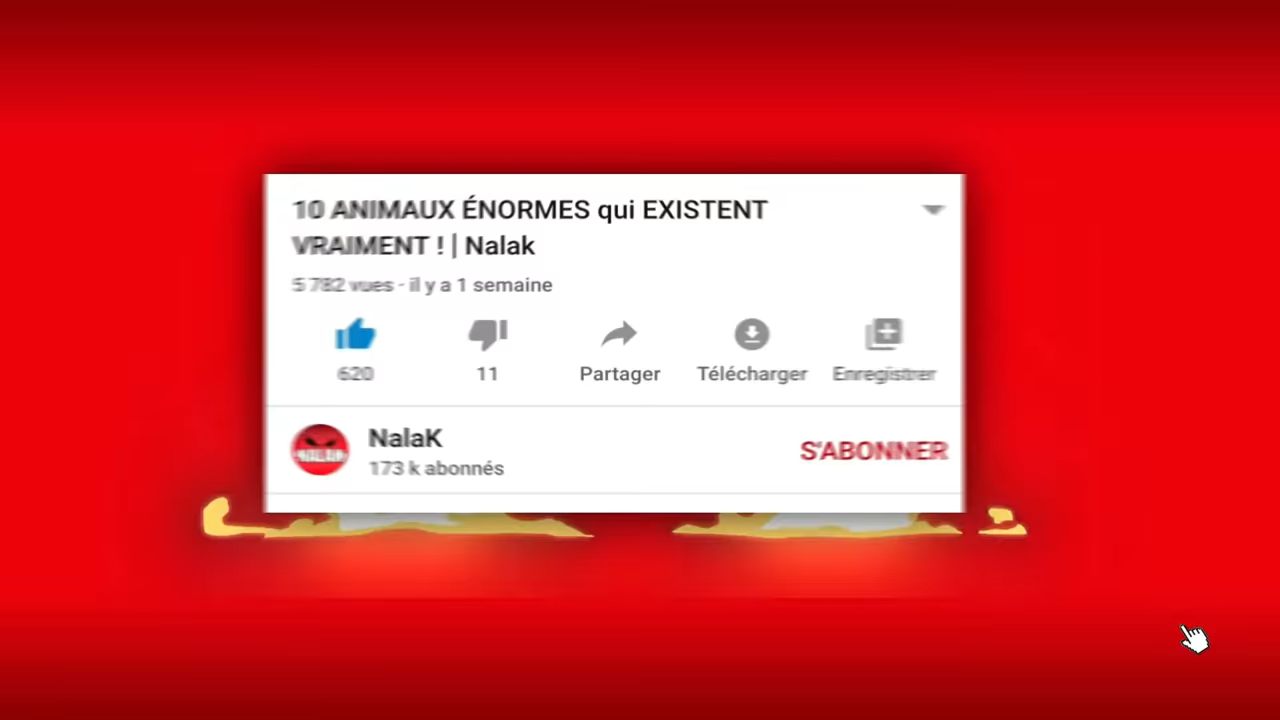 10 ANIMAUX ÉNORMES qui EXISTENT
VRAIMENT ! | Nalak
5 782 vues - il y a 1 semaine
620
11
Partager
Télécharger
Enregistrer
NALAK
NalaK
173 k abonnés
S'ABONNER